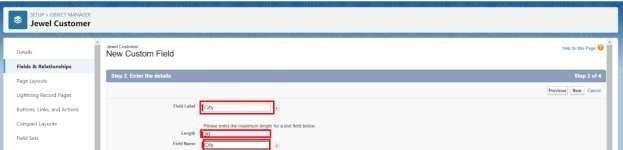 SETUP > OBJECT MANAGER
Jewel Customer
Details
Fields & Relationships
Page Layouts
Lightning Record Pages
Buttons, Links, and Actions
Compact Layouts
Field Sets
Jewel Customer
New Custom Field
Help for this Page
Step 2. Enter the details
Step 2 of 4
Previous Next Cancel
Field Label City
Please enter the maximum length for a text field below.
Length
Field Name City